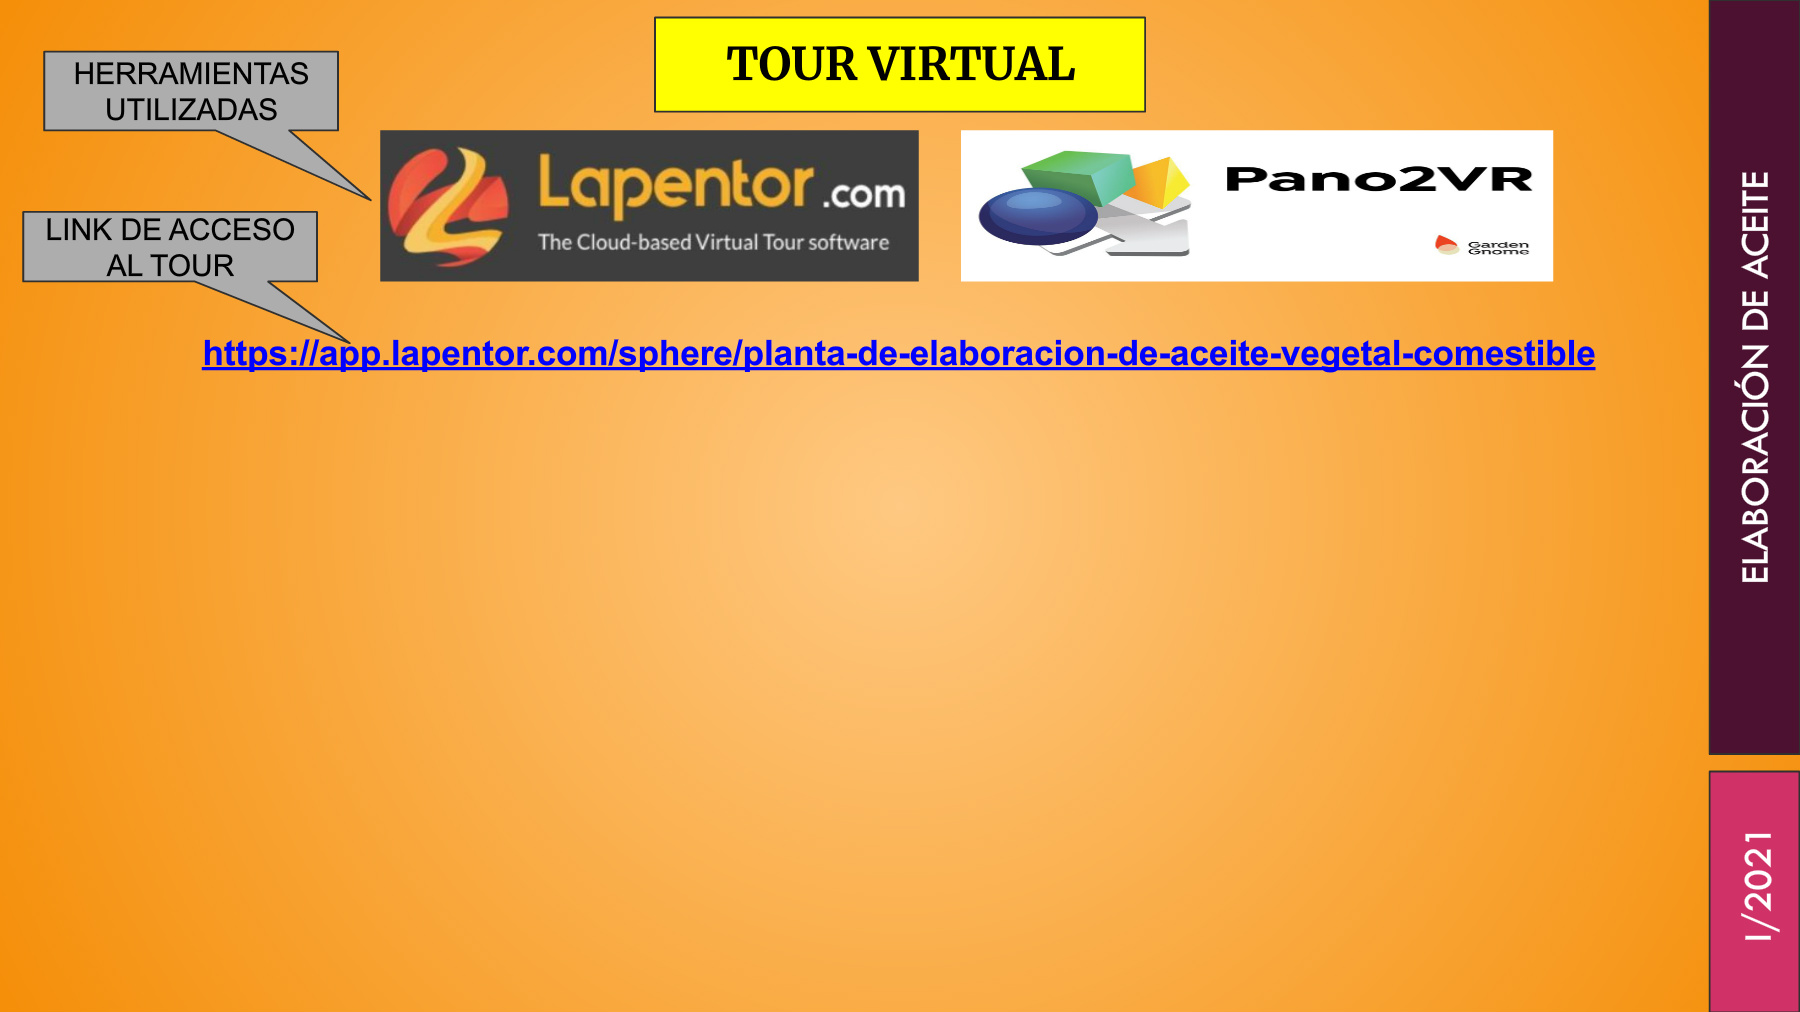 TOUR VIRTUAL
HERRAMIENTAS
UTILIZADAS
Lapentor.com
The Cloud-based Virtual Tour software
Pano2VR
Garden
Gnome
LINK DE ACCESO
AL TOUR
https://app.lapentor.com/sphere/planta-de-elaboracion-de-aceite-vegetal-comestible
ELABORACIÓN DE ACEITE
I/2021